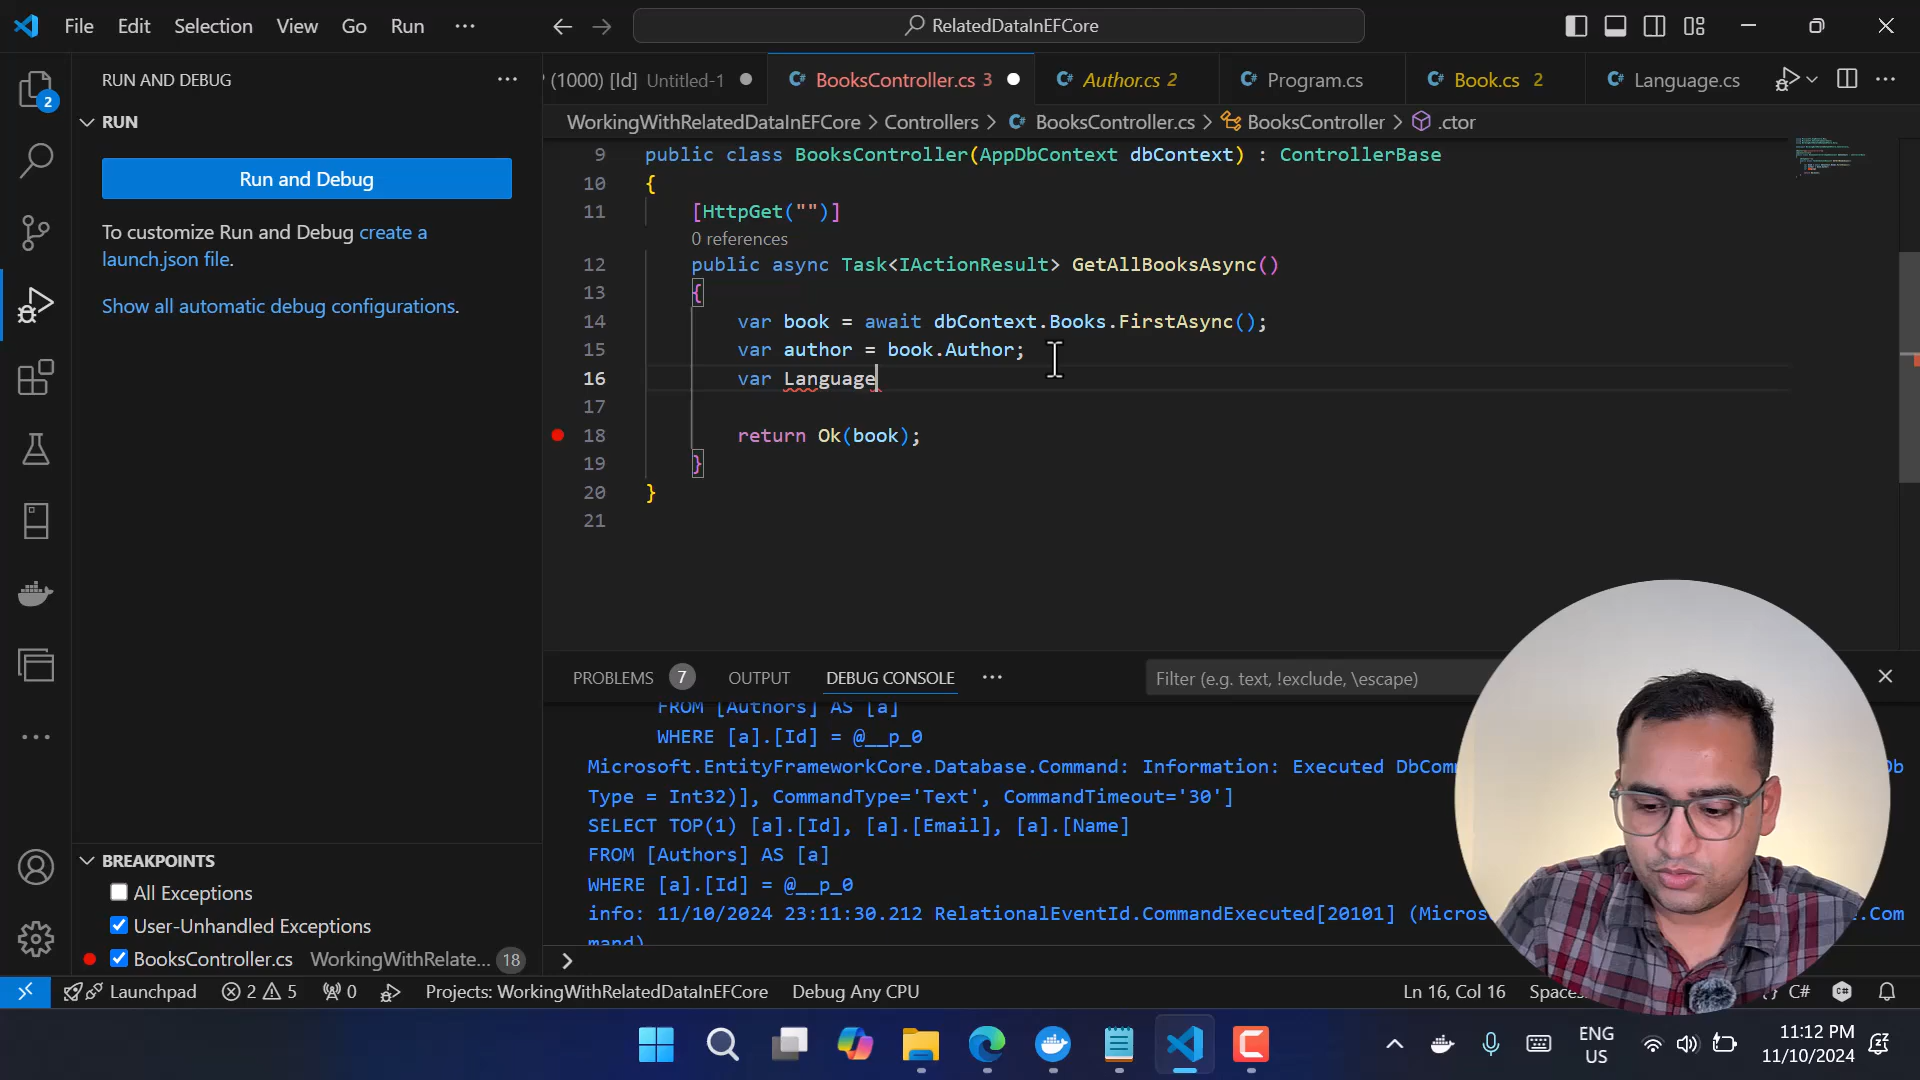 File Edit Selection View Go Run ···
RelatedDataInEFCore
RUN AND DEBUG
(1000) [Id] Untitled-1
BooksController.cs 3
Author.cs 2
Program.cs
Book.cs 2
Language.cs
2
WorkingWithRelatedDataInEFCore > Controllers > BooksController.cs > BooksController > .ctor
RUN
Run and Debug
To customize Run and Debug create a
launch.json file.
Show all automatic debug configurations.
9 public class BooksController(AppDbContext dbContext) : ControllerBase
10 {
11 [HttpGet("")]
0 references
12 public async Task<IActionResult> GetAllBooksAsync()
13 {
14 var book = await dbContext.Books.FirstAsync();
15 var author = book.Author;
16 var Language
17
18 return Ok(book);
19 }
20 }
21
PROBLEMS 7 OUTPUT DEBUG CONSOLE ···
Filter (e.g. text, !exclude, \escape)
FROM [Authors] AS [a]
WHERE [a].[Id] = @__p_0
Microsoft.EntityFrameworkCore.Database.Command: Information: Executed DbCom
Type = Int32)], CommandType='Text', CommandTimeout='30']
SELECT TOP(1) [a].[Id], [a].[Email], [a].[Name]
FROM [Authors] AS [a]
WHERE [a].[Id] = @__p_0
info: 11/10/2024 23:11:30.212 RelationalEventId.CommandExecuted[20101] (Micros e.Com
mand)
BREAKPOINTS
All Exceptions
User-Unhandled Exceptions
BooksController.cs WorkingWithRelate... 18
Launchpad 2 5 0 Projects: WorkingWithRelatedDataInEFCore Debug Any CPU
Ln 16, Col 16 Spaces C#
ENG
US
11:12 PM
11/10/2024